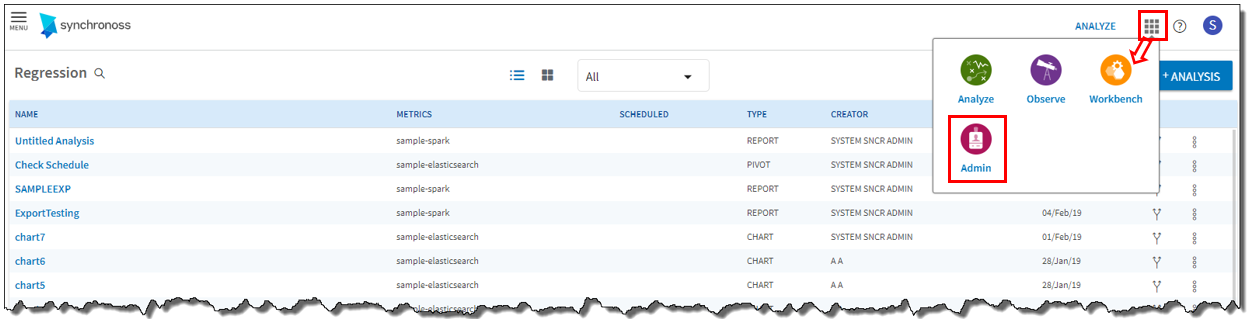 MENU
synchronoss
ANALYZE
?
S
Regression
All
Analyze
Observe
Workbench
+ ANALYSIS
Admin
NAME METRICS SCHEDULED TYPE CREATOR
Untitled Analysis sample-spark REPORT SYSTEM SNCR ADMIN
Check Schedule sample-elasticsearch PIVOT SYSTEM SNCR ADMIN
SAMPLEEXP sample-spark REPORT SYSTEM SNCR ADMIN
ExportTesting sample-spark REPORT SYSTEM SNCR ADMIN 04/Feb/19
chart7 sample-elasticsearch CHART SYSTEM SNCR ADMIN 01/Feb/19
chart6 sample-elasticsearch CHART A A 28/Jan/19
chart5 sample-elasticsearch CHART A A 28/Jan/19
sample-elasticsearch